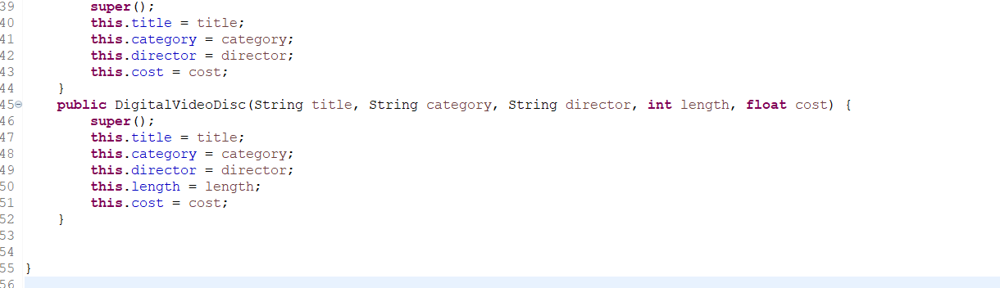 39        super();
40        this.title = title;
41        this.category = category;
42        this.director = director;
43        this.cost = cost;
44    }
45    public DigitalVideoDisc(String title, String category, String director, int length, float cost) {
46        super();
47        this.title = title;
48        this.category = category;
49        this.director = director;
50        this.length = length;
51        this.cost = cost;
52    }
53
54
55 }
56